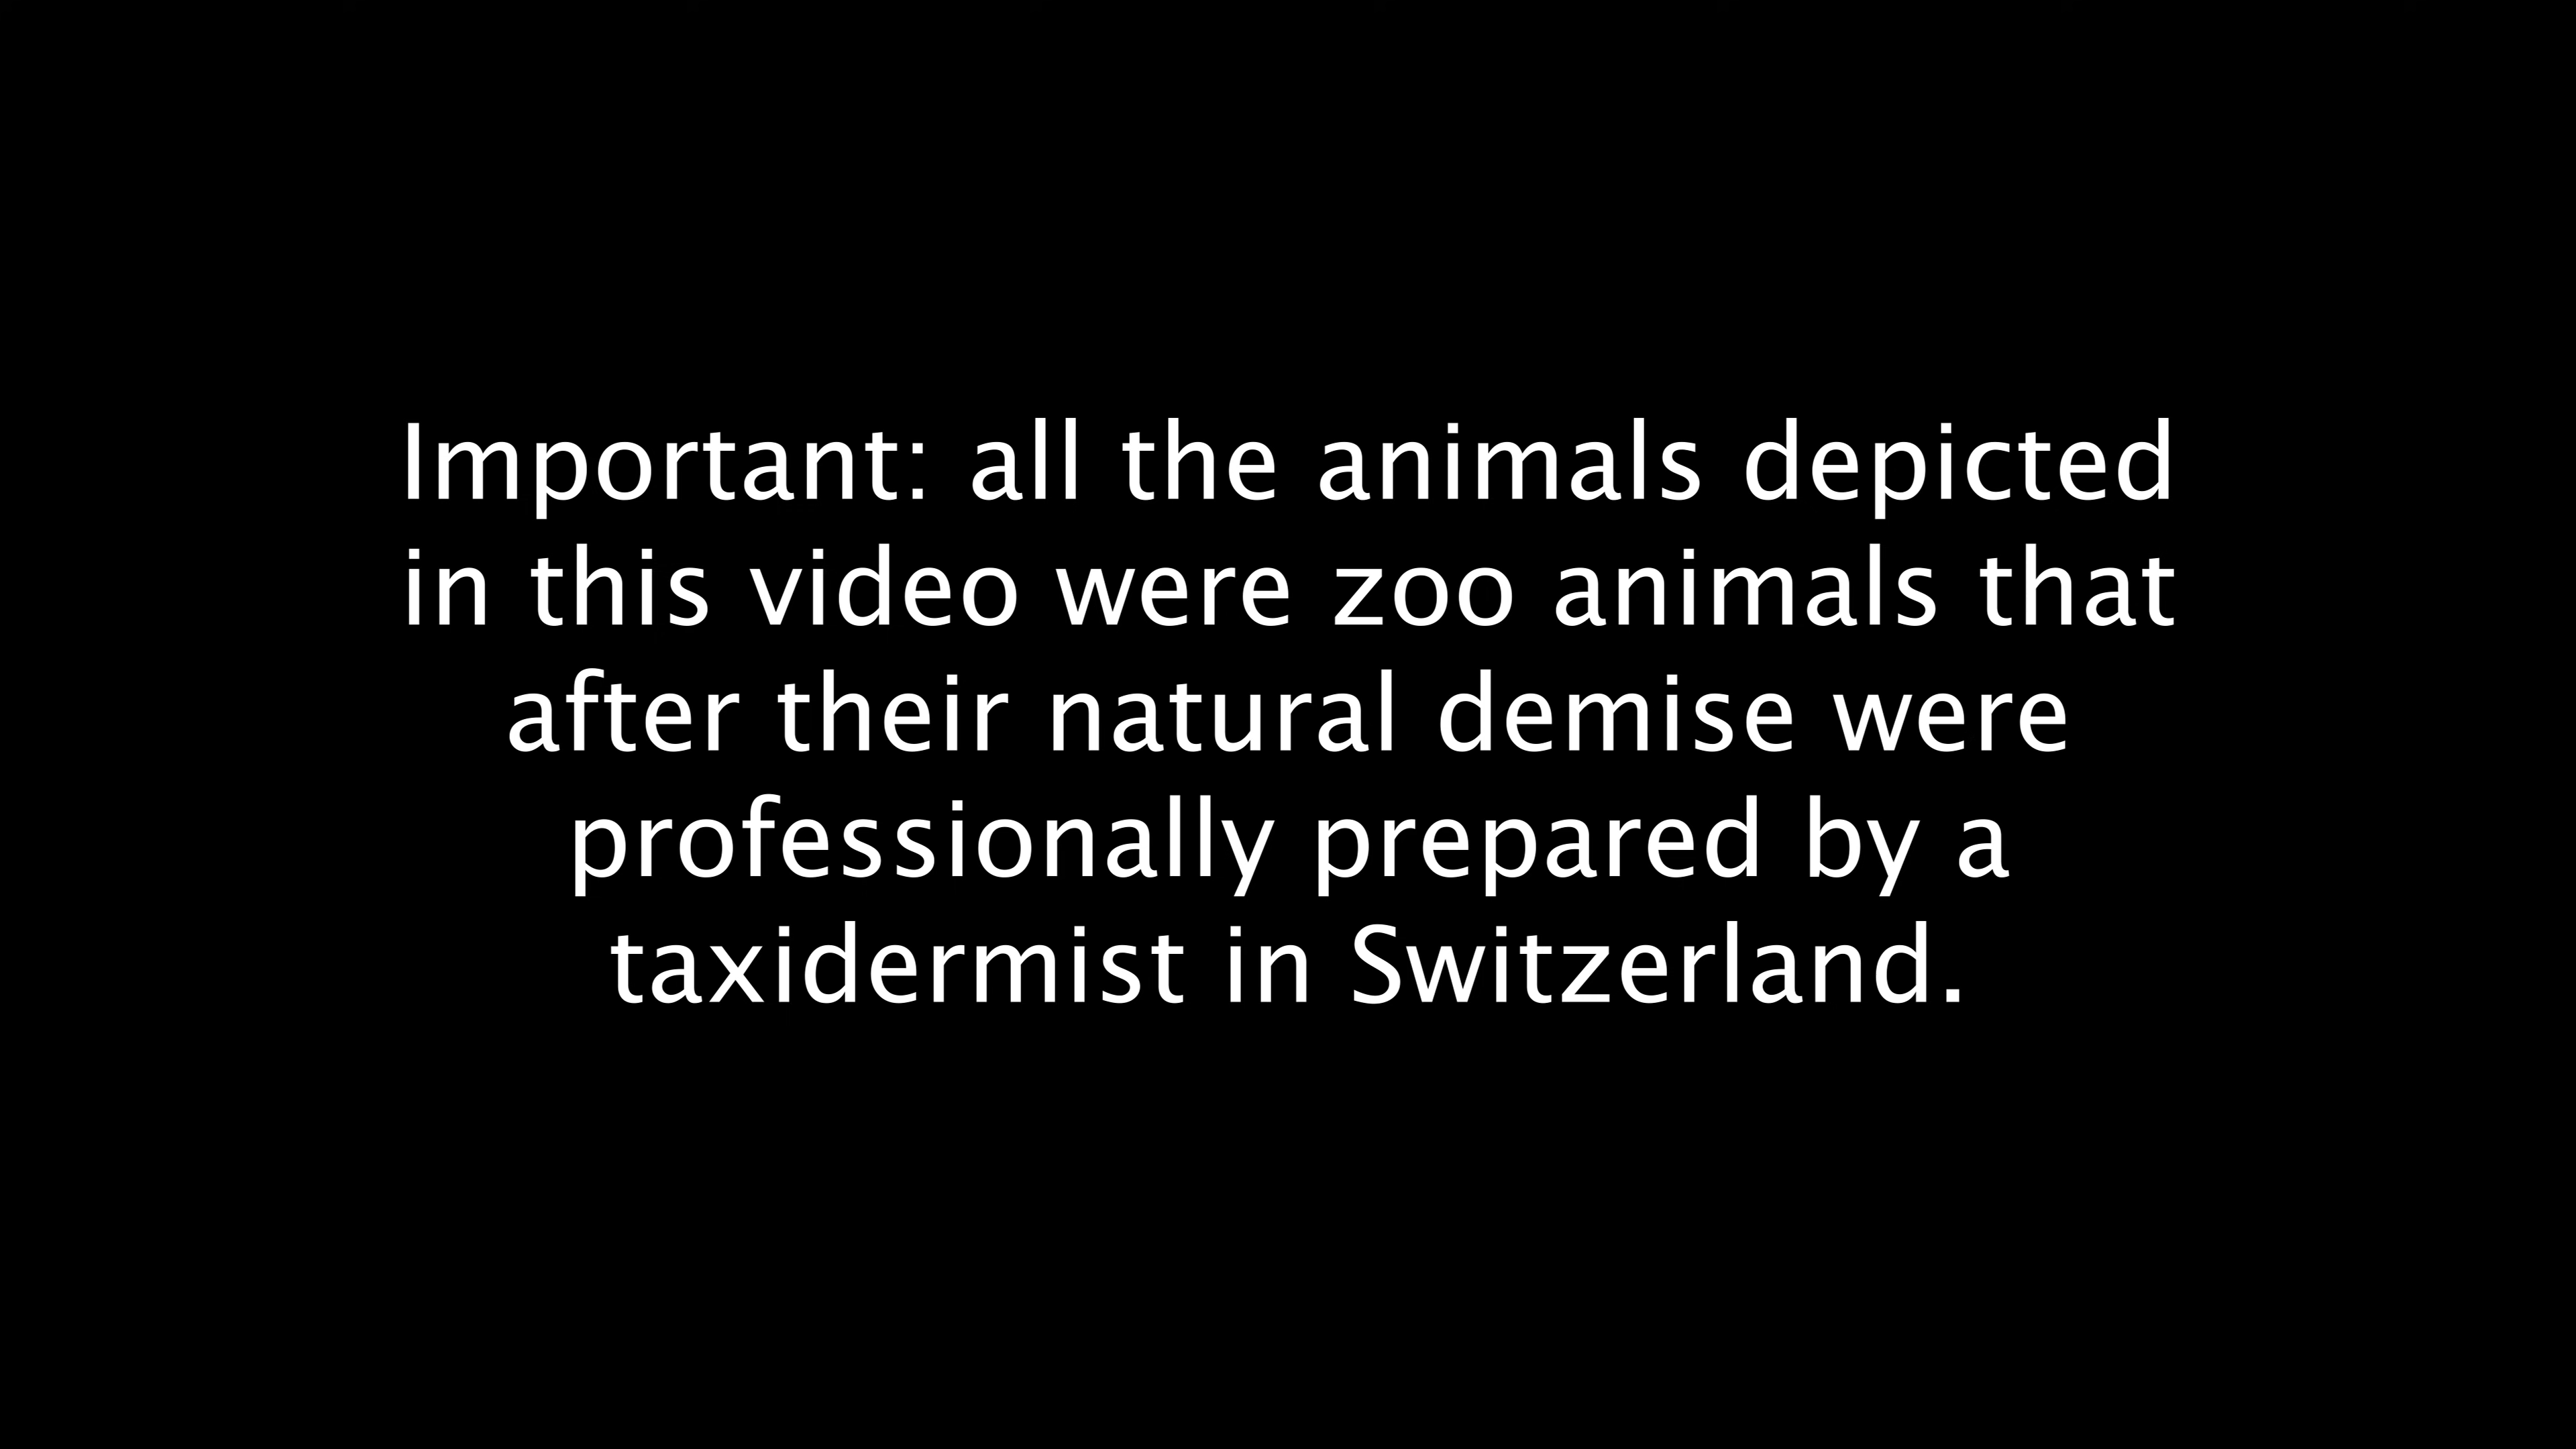 Important: all the animals depicted
in this video were zoo animals that
after their natural demise were
professionally prepared by a
taxidermist in Switzerland.